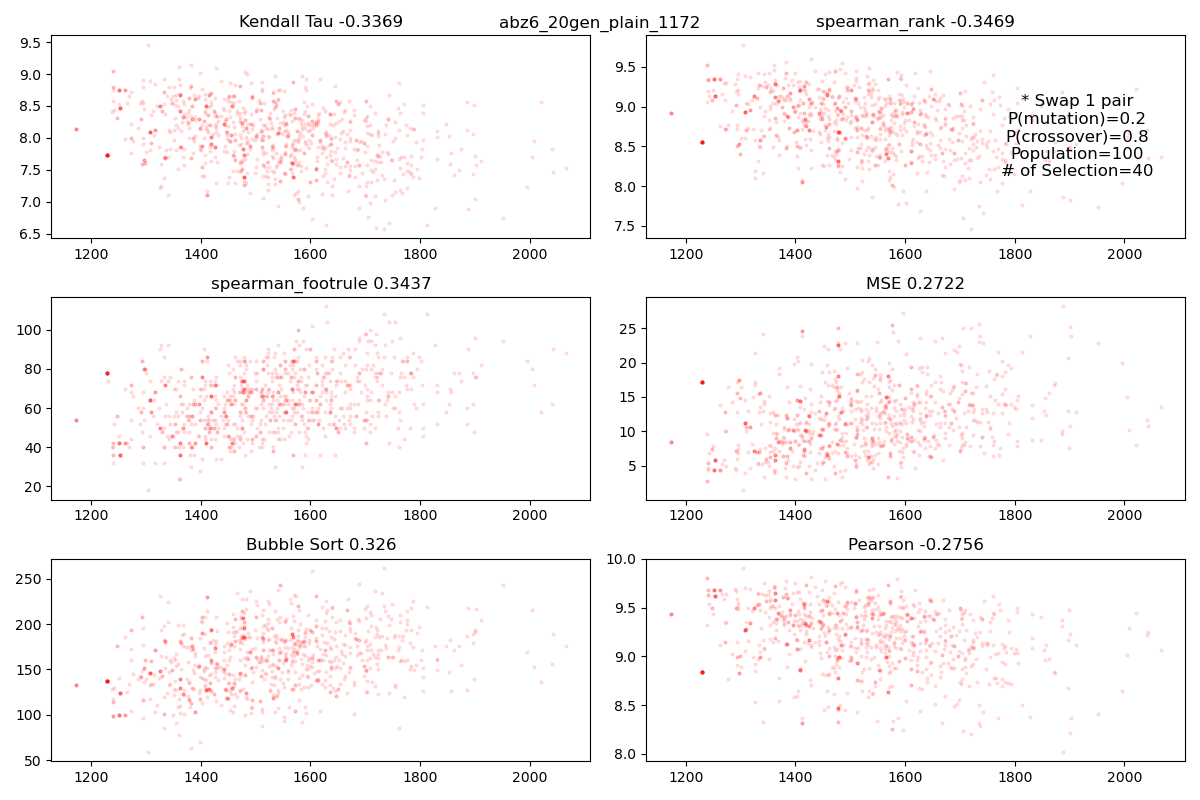 abz6_20gen_plain_1172
Kendall Tau -0.3369
9.5
9.0
8.5
8.0
7.5
7.0
6.5
1200 1400 1600 1800 2000
spearman_rank -0.3469
9.5
9.0
8.5
8.0
7.5
* Swap 1 pair
P(mutation)=0.2
P(crossover)=0.8
Population=100
# of Selection=40
1200 1400 1600 1800 2000
spearman_footrule 0.3437
100
80
60
40
20
1200 1400 1600 1800 2000
MSE 0.2722
25
20
15
10
5
1200 1400 1600 1800 2000
Bubble Sort 0.326
250
200
150
100
50
1200 1400 1600 1800 2000
Pearson -0.2756
10.0
9.5
9.0
8.5
8.0
1200 1400 1600 1800 2000